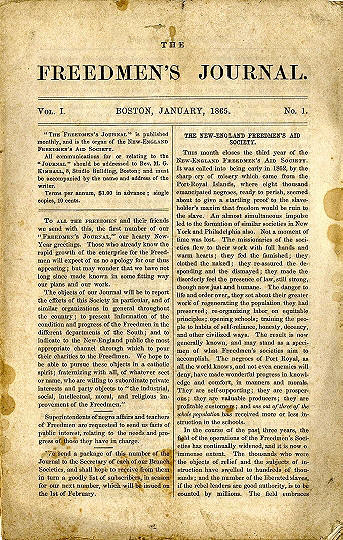 THE
FREEDMEN'S JOURNAL.
VOL. I. BOSTON, JANUARY, 1865. No. 1.
"THE FREEDMEN'S JOURNAL" is published
monthly, and is the organ of the NEW-ENGLAND
FREEDMEN'S AID SOCIETY.
All communications for or relating to the
"JOURNAL" should be addressed to Rev. M. G.
KIMBALL, 8, Studio Building, Boston; and must
be accompanied by the name and address of the
writer.
Terms per annum, $1.00 in advance; single
copies, 10 cents.
TO ALL THE FREEDMEN and their friends
we send with this, the first number of our
"FREEDMEN'S JOURNAL," our hearty New-
Year greetings. Those who already know the
rapid growth of the enterprise for the Freed-
men will expect of us no apology for our thus
appearing; but may wonder that we have not
long since made known in some fitting way
our plans and our work.
The objects of our Journal will be to report
the efforts of this Society in particular, and of
similar organizations in general throughout
the country; to present information of the
condition and progress of the Freedmen in the
different departments of the South; and to
indicate to the New-England public the most
appropriate channel through which to pour
their charities to the Freedmen. We hope to
be able to pursue these objects in a catholic
spirit; fraternizing with all, of whatever sect
or name, who are willing to subordinate private
interests and party objects to "the industrial,
social, intellectual, moral, and religious im-
provement of the Freedmen."
Superintendents of negro affairs and teachers
of Freedmen are requested to send us facts of
public interest, relating to the needs and pro-
gress of those they have in charge.
We send a package of this number of the
Journal to the Secretary of each of our Branch
Societies, and shall hope to receive from them
in turn a goodly list of subscribers, in season
for our next number, which will be issued on
the 1st of February.
THE NEW-ENGLAND FREEDMEN'S AID
SOCIETY.
This month closes the third year of the
NEW-ENGLAND FREEDMEN'S AID SOCIETY.
It was called into being early in 1862, by the
sharp cry of misery which came from the
Port-Royal Islands, where eight thousand
emancipated negroes, ready to perish, seemed
about to give a startling proof to the slave-
holder's maxim that freedom would be ruin to
the slave. An almost simultaneous impulse
led to the formation of similar societies in New
York and Philadelphia also. Not a moment of
time was lost. The missionaries of the soci-
eties flew to their work with full hands and
warm hearts; they fed the famished; they
clothed the naked; they re-assured the de-
sponding and the dismayed; they made the
disorderly feel the presence of law, still strong,
though now just and humane. The danger to
life and order over, they set about their greater
work of regenerating the population they had
preserved; re-organizing labor on equitable
principles; opening schools; training the peo-
ple to habits of self-reliance, honesty, decency,
and other civilized ways. The result is now
generally known, and may stand as a speci-
men of what Freedmen's societies aim to
accomplish. The negroes of Port Royal, as
all the world knows, and not even enemies will
deny, have made wonderful progress in knowl-
edge and comfort, in manners and morals.
They are self-supporting; they are prosper-
ous; they are valuable producers; they are
profitable customers; and one out of three of the
whole population has received more or less in-
struction in the schools.
In the course of the past three years, the
field of the operations of the Freedmen's Soci-
eties has continually widened, and it is now of
immense extent. The thousands who were
the objects of relief and the subjects of in-
struction have swelled to hundreds of thou-
sands; and the number of the liberated slaves,
if the rebel leaders are good authority, is to be
counted by millions. The field embraces